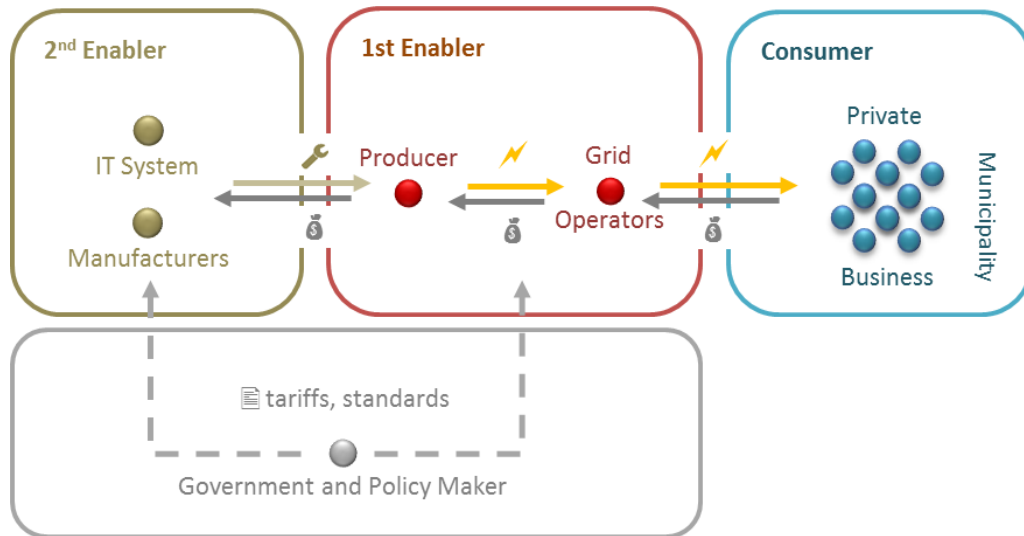 2nd Enabler
1st Enabler
Consumer
IT System
Manufacturers
Producer
Grid
Operators
Private
Municipality
Business
tariffs, standards
Government and Policy Maker
$
$
$